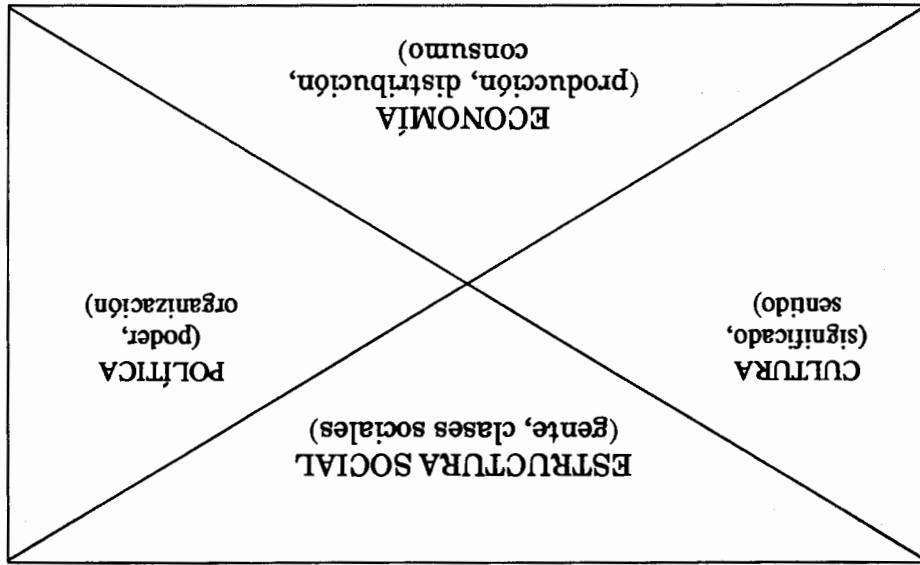 ESTRUCTURA SOCIAL
(gente, clases sociales)
CULTURA
(significado,
sentido)
POLÍTICA
(poder,
organización)
ECONOMÍA
(producción, distribución,
consumo)